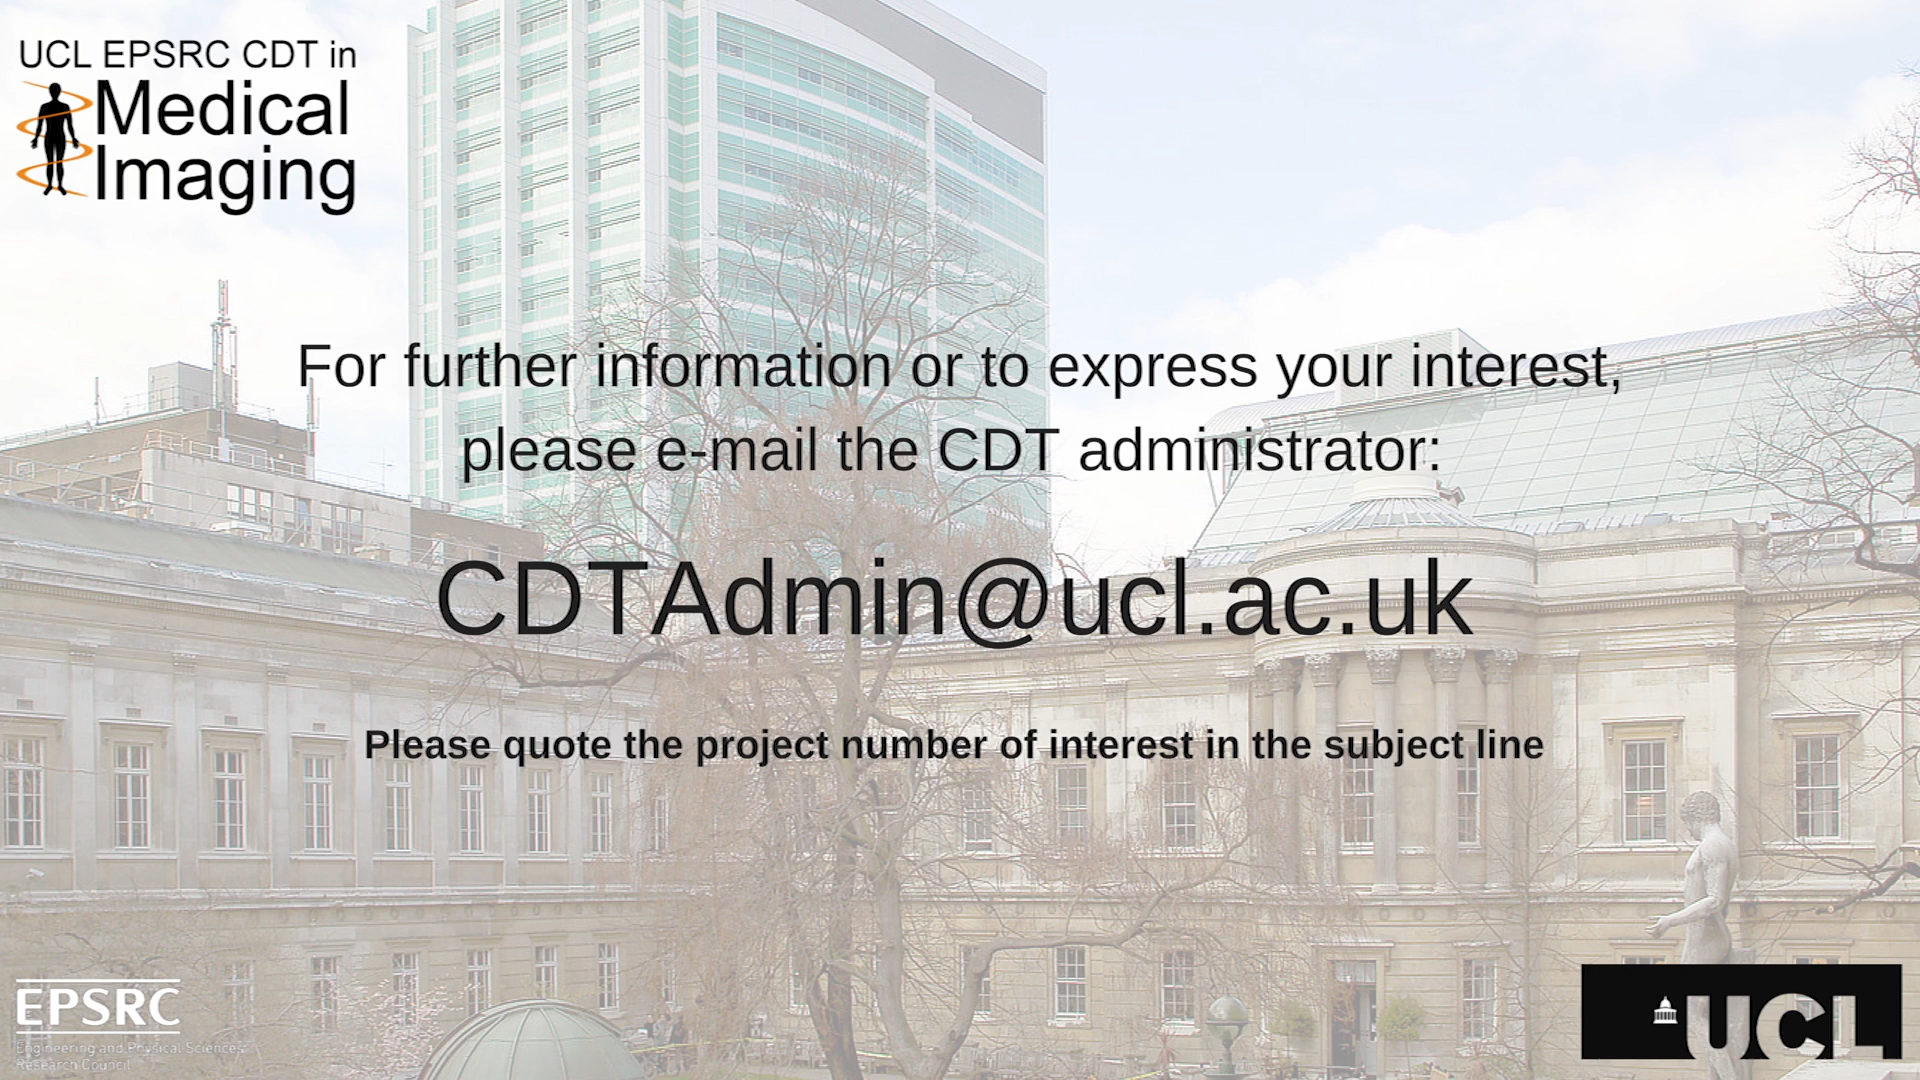 UCL EPSRC CDT in
Medical
Imaging
For further information or to express your interest,
please e-mail the CDT administrator:
CDTAdmin@ucl.ac.uk
Please quote the project number of interest in the subject line
EPSRC
Engineering and Physical Sciences
Research Council
UCL